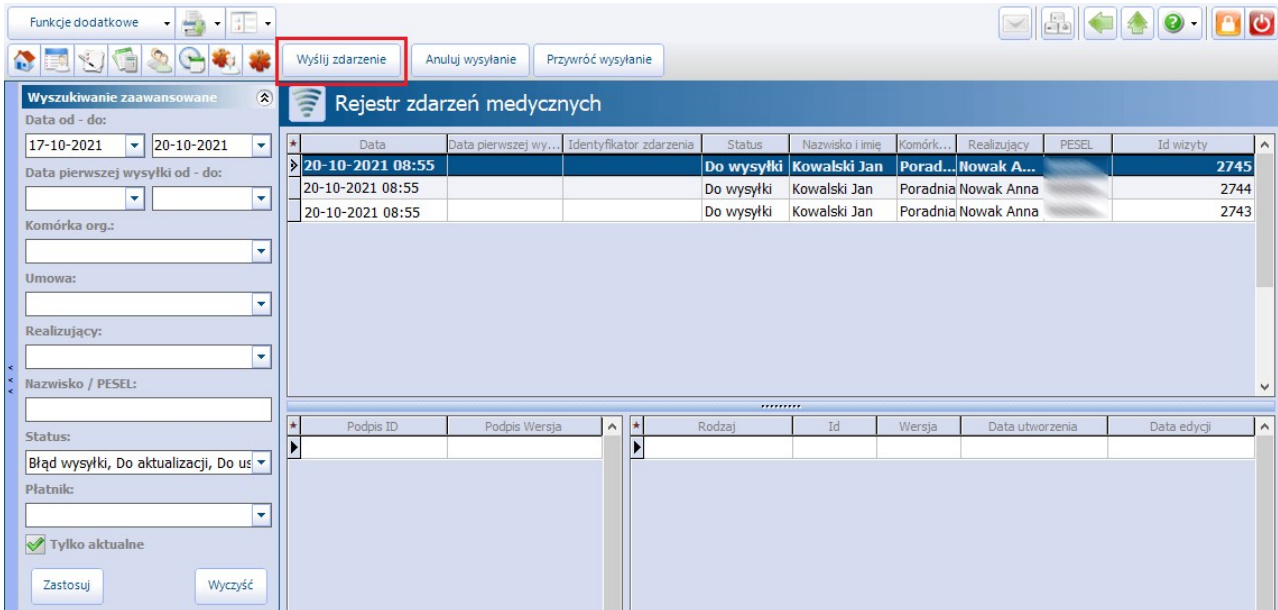 Funkcje dodatkowe
Wyślij zdarzenie Anuluj wysyłanie Przywróć wysyłanie
Wyszukiwanie zaawansowane
Data od - do:
17-10-2021 20-10-2021
Data pierwszej wysyłki od - do:
Komórka org.:
Umowa:
Realizujący:
Nazwisko / PESEL:
Status:
Błąd wysyłki, Do aktualizacji, Do us
Płatnik:
Tylko aktualne
Zastosuj Wyczyść
Rejestr zdarzeń medycznych
Data Data pierwszej wy... Identyfikator zdarzenia Status Nazwisko i imię Komórk... Realizujący PESEL Id wizyty
20-10-2021 08:55 Do wysyłki Kowalski Jan Porad... Nowak A... 2745
20-10-2021 08:55 Do wysyłki Kowalski Jan Poradnia Nowak Anna 2744
20-10-2021 08:55 Do wysyłki Kowalski Jan Poradnia Nowak Anna 2743
Podpis ID Podpis Wersja
Rodzaj Id Wersja Data utworzenia Data edycji